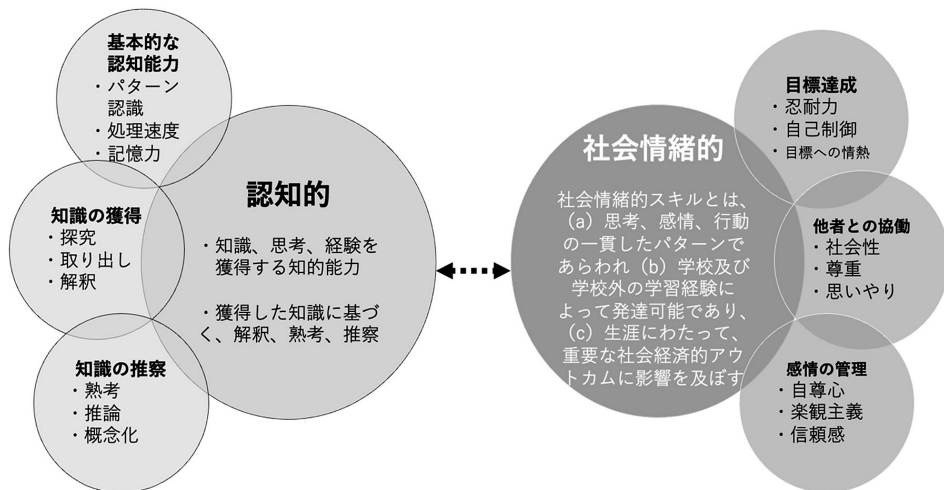 基本的な
認知能力
・パターン
認識
・処理速度
・記憶力
知識の獲得
・探究
・取り出し
・解釈
知識の推察
・熟考
・推論
・概念化
認知的
・知識、思考、経験を
獲得する知的能力
・獲得した知識に基づ
く、解釈、熟考、推察
社会情緒的
社会情緒的スキルとは、
（a）思考、感情、行動
の一貫したパターンで
あらわれ（b）学校及び
学校外の学習経験に
よって発達可能であり、
（c）生涯にわたって、
重要な社会経済的アウ
トカムに影響を及ぼす
目標達成
・忍耐力
・自己制御
・目標への情熱
他者との協働
・社会性
・尊重
・思いやり
感情の管理
・自尊心
・楽観主義
・信頼感